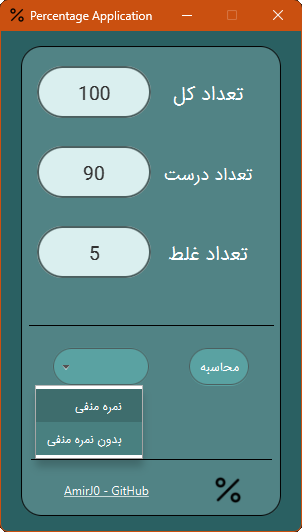 Percentage Application
تعداد کل
100
تعداد درست
90
تعداد غلط
5
محاسبه
نمره منفی
بدون نمره منفی
%
AmirJ0 - GitHub